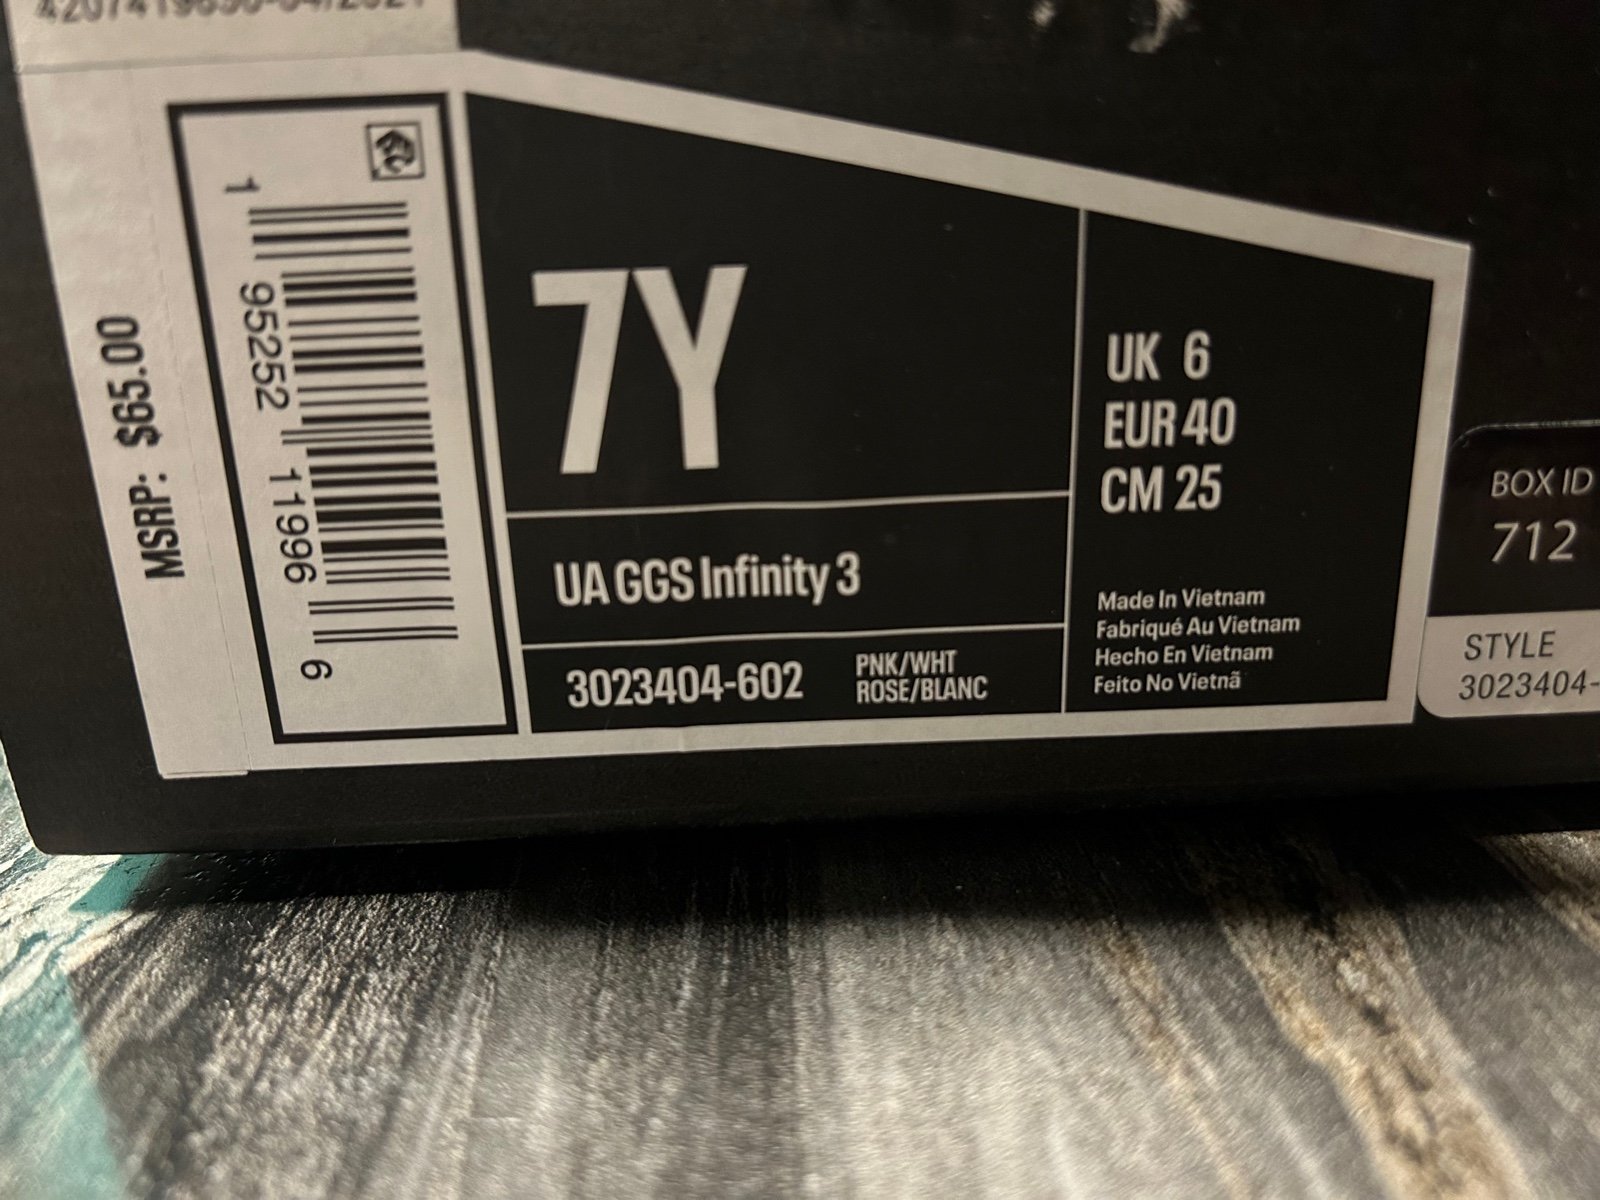 MSRP: $65.00
1 95252 11996 6
7Y
UA GGS Infinity 3
3023404-602
PNK/WHT
ROSE/BLANC
UK 6
EUR 40
CM 25
Made In Vietnam
Fabriqué Au Vietnam
Hecho En Vietnam
Feito No Vietnã
BOX ID
712
STYLE
3023404-